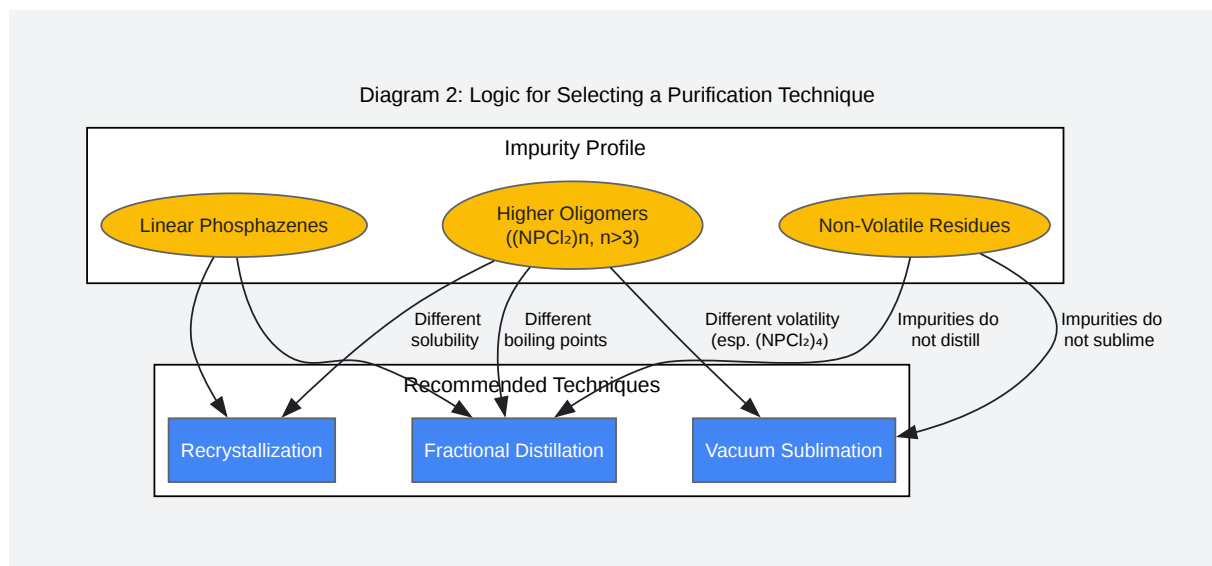 Diagram 2: Logic for Selecting a Purification Technique
Impurity Profile
Linear Phosphazenes
Higher Oligomers
((NPCl₂)n, n>3)
Non-Volatile Residues
Different
solubility
Different
boiling points
Different volatility
(esp. (NPCl₂)₄)
Impurities do
not distill
Impurities do
not sublime
Recommended Techniques
Recrystallization
Fractional Distillation
Vacuum Sublimation